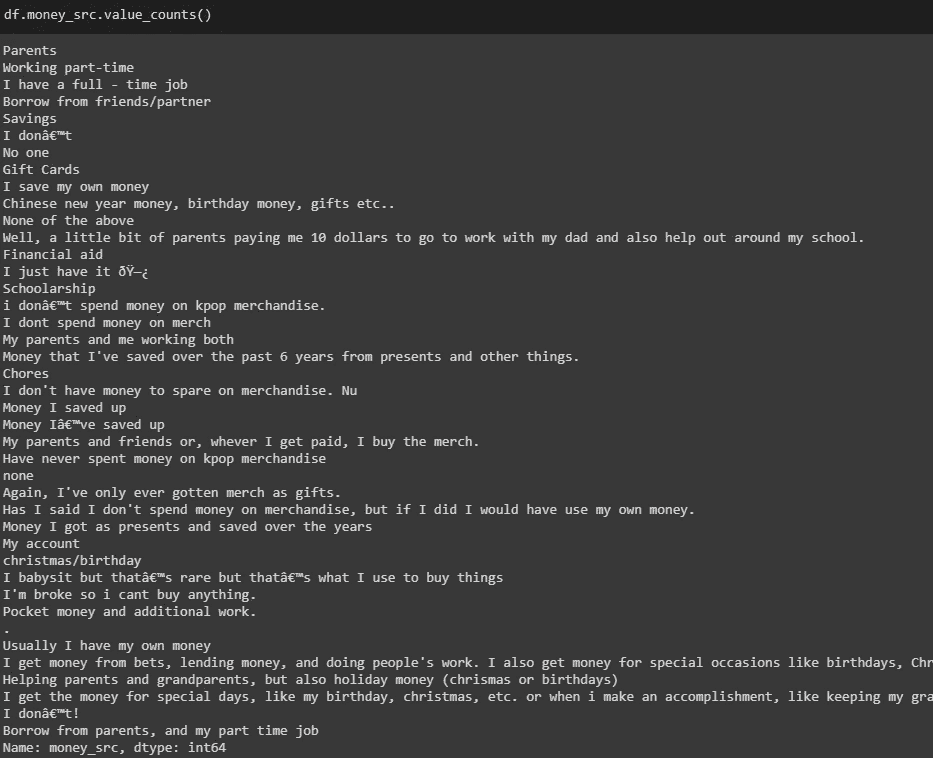 df.money_src.value_counts()
Parents
Working part-time
I have a full - time job
Borrow from friends/partner
Savings
I donâ€™t
No one
Gift Cards
I save my own money
Chinese new year money, birthday money, gifts etc..
None of the above
Well, a little bit of parents paying me 10 dollars to go to work with my dad and also help out around my school.
Financial aid
I just have it ðŸ—¿
Schoolarship
i donâ€™t spend money on kpop merchandise.
I dont spend money on merch
My parents and me working both
Money that I've saved over the past 6 years from presents and other things.
Chores
I don't have money to spare on merchandise. Nu
Money I saved up
Money Iâ€™ve saved up
My parents and friends or, whever I get paid, I buy the merch.
Have never spent money on kpop merchandise
none
Again, I've only ever gotten merch as gifts.
Has I said I don't spend money on merchandise, but if I did I would have use my own money.
Money I got as presents and saved over the years
My account
christmas/birthday
I babysit but thatâ€™s rare but thatâ€™s what I use to buy things
I'm broke so i cant buy anything.
Pocket money and additional work.
.
Usually I have my own money
I get money from bets, lending money, and doing people's work. I also get money for special occasions like birthdays, Chr
Helping parents and grandparents, but also holiday money (chrismas or birthdays)
I get the money for special days, like my birthday, christmas, etc. or when i make an accomplishment, like keeping my gra
I donâ€™t!
Borrow from parents, and my part time job
Name: money_src, dtype: int64